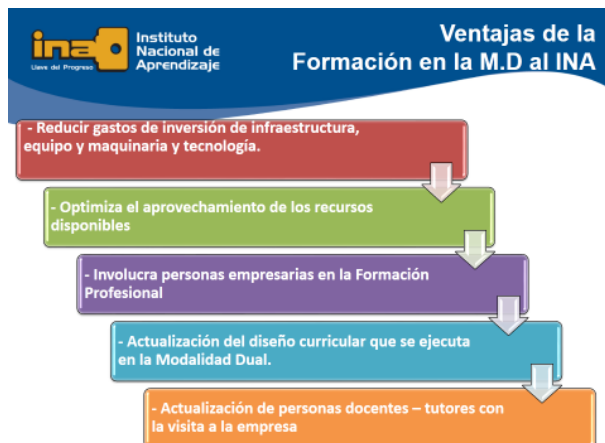 ina
Llave del Progreso
Instituto
Nacional de
Aprendizaje
Ventajas de la
Formación en la M.D al INA
- Reducir gastos de inversión de infraestructura,
equipo y maquinaria y tecnología.
- Optimiza el aprovechamiento de los recursos
disponibles
- Involucra personas empresarias en la Formación
Profesional
- Actualización del diseño curricular que se ejecuta
en la Modalidad Dual.
- Actualización de personas docentes – tutores con
la visita a la empresa